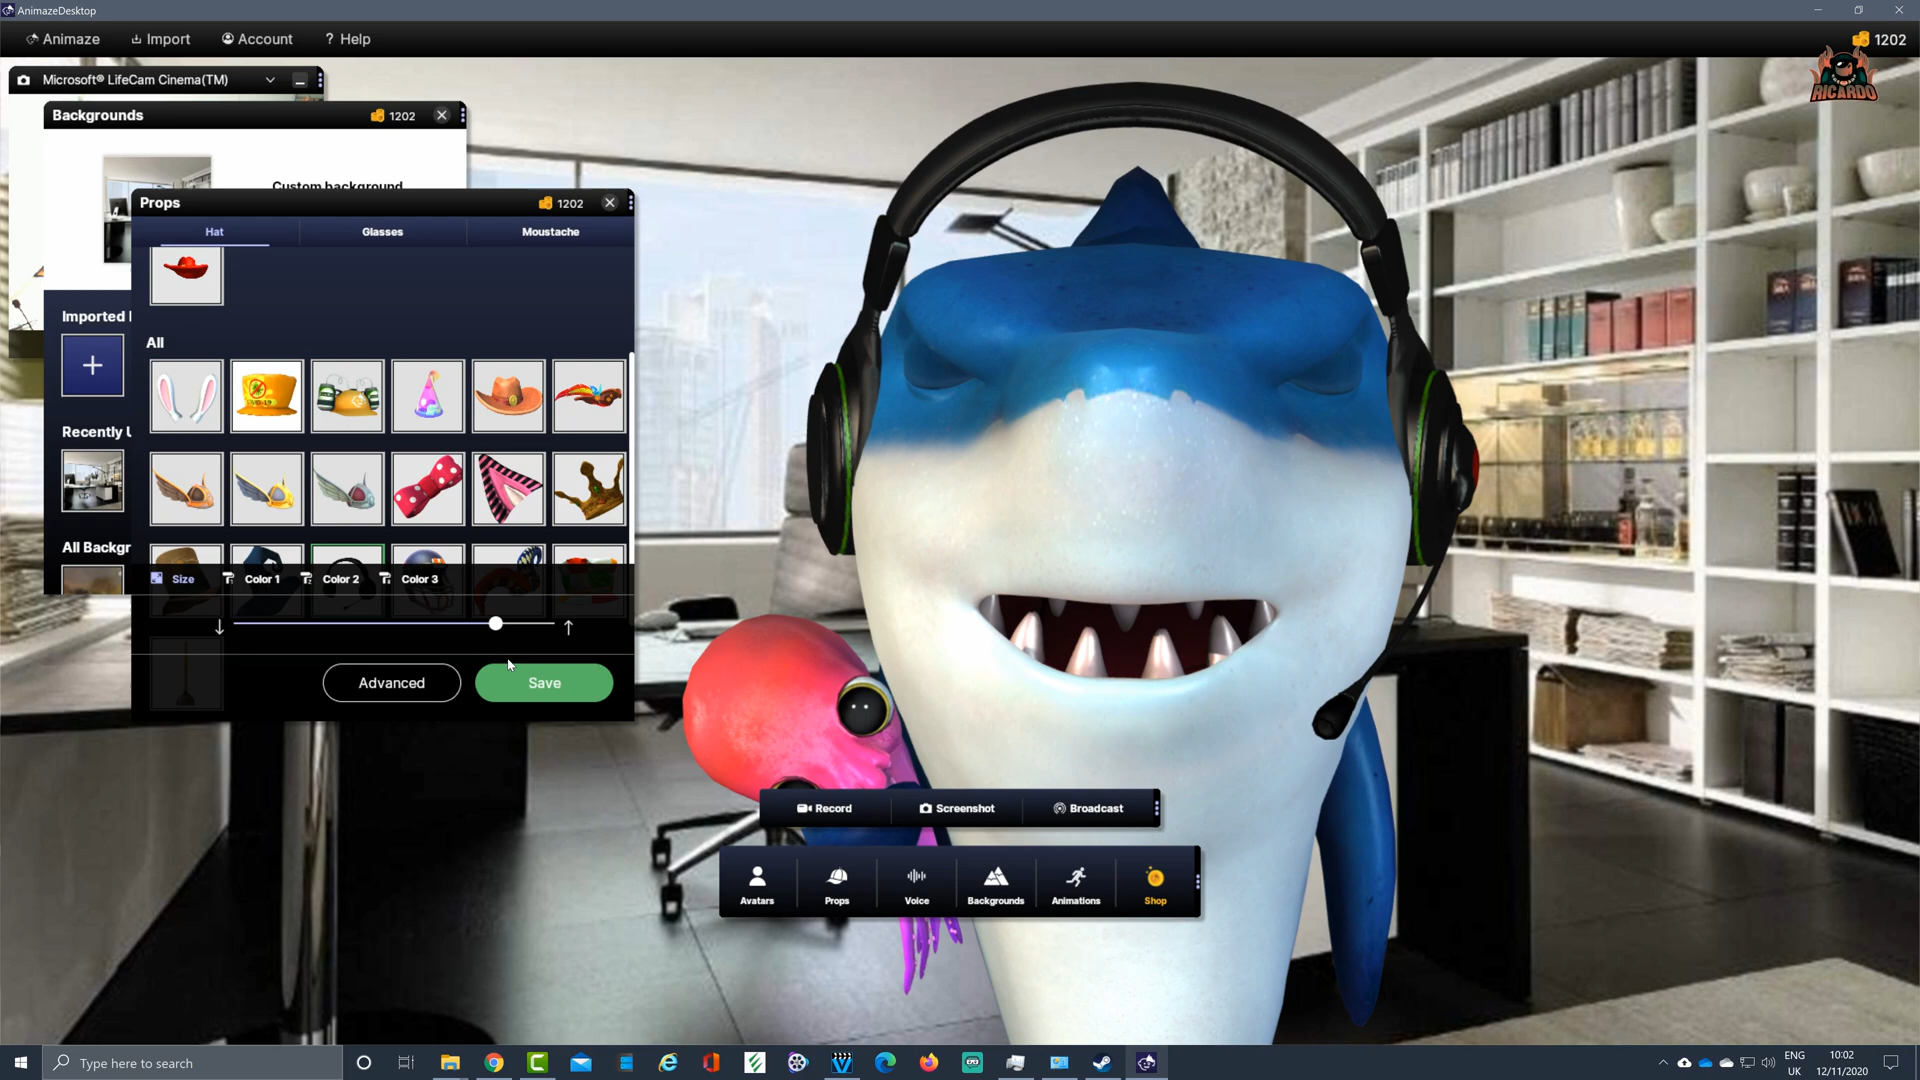 AnimazeDesktop
Animaze Import Account ? Help
1202
RICARDO
Microsoft® LifeCam Cinema(TM)
Backgrounds 1202
Custom background
Props 1202
Hat Glasses Moustache
Imported
All
COVID-19
Recently U
All Backgr
Size Color 1 Color 2 Color 3
Advanced Save
Record Screenshot Broadcast
Avatars Props Voice Backgrounds Animations Shop
Type here to search
ENG
UK
10:02
12/11/2020